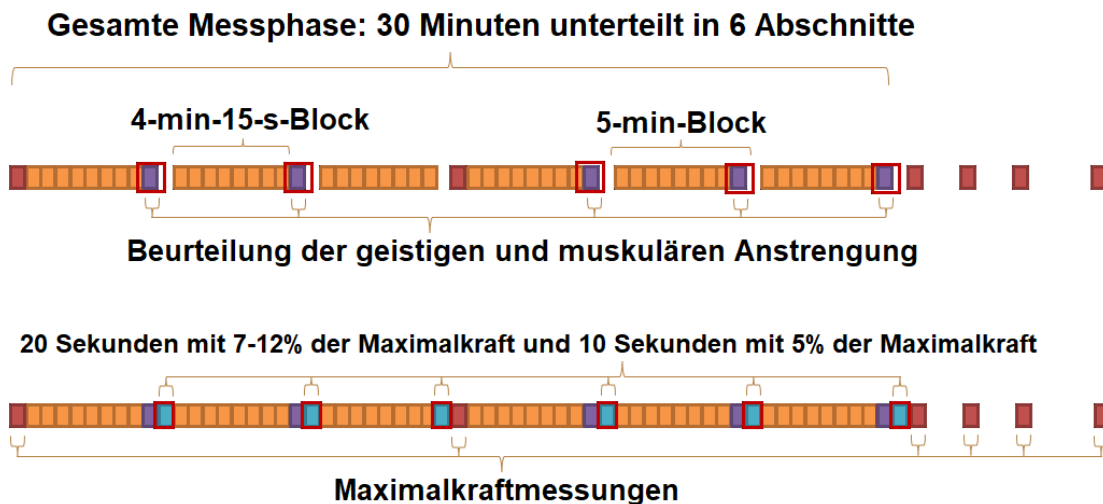 Gesamte Messphase: 30 Minuten unterteilt in 6 Abschnitte
4-min-15-s-Block
5-min-Block
Beurteilung der geistigen und muskulären Anstrengung
20 Sekunden mit 7-12% der Maximalkraft und 10 Sekunden mit 5% der Maximalkraft
Maximalkraftmessungen